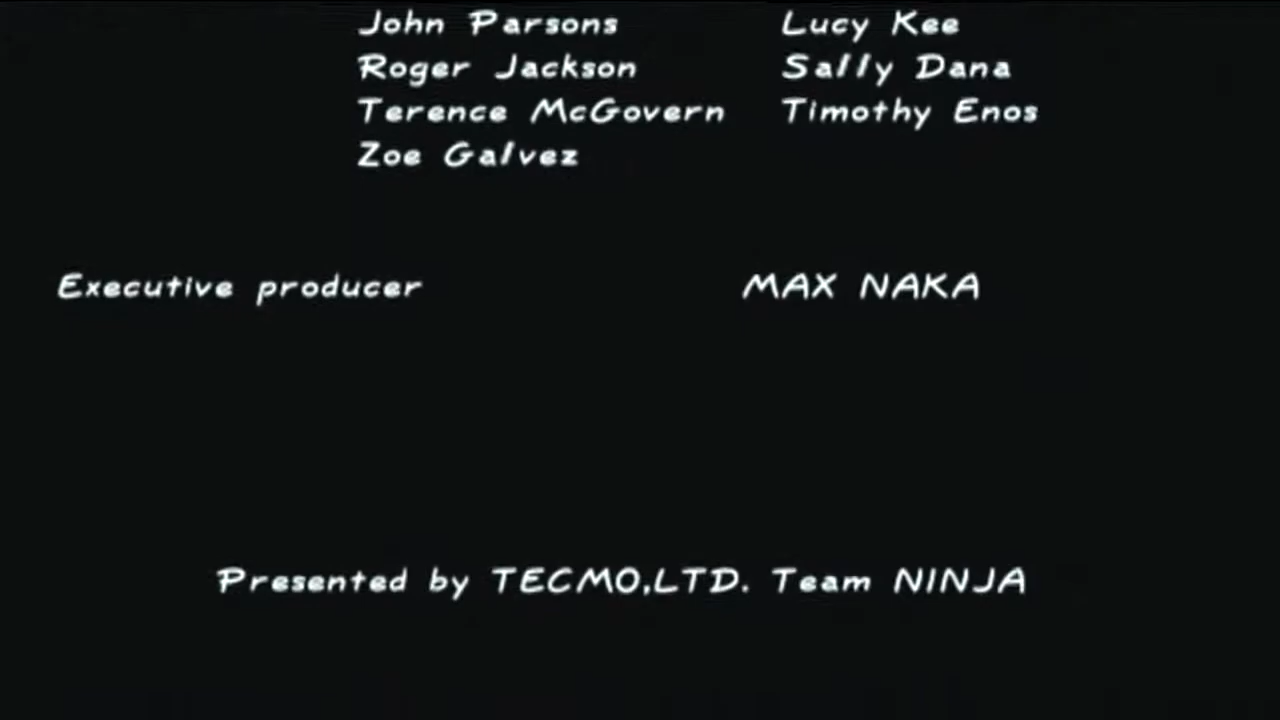 John Parsons Lucy Kee
Roger Jackson Sally Dana
Terence McGovern Timothy Enos
Zoe Galvez
Executive producer MAX NAKA
Presented by TECMO,LTD. Team NINJA